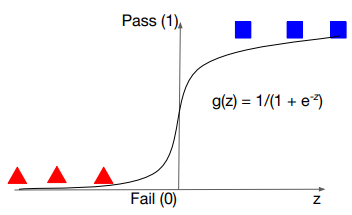 Pass (1)
g(z) = 1/(1 + e^-z)
Fail (0)
z